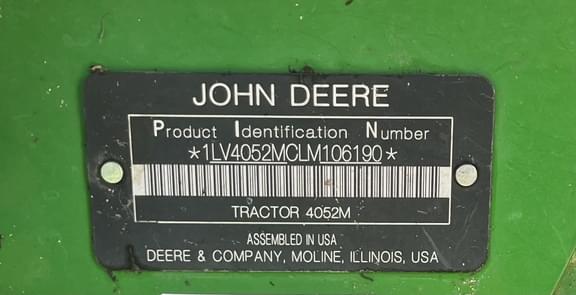 JOHN DEERE
Product Identification Number
*1LV4052MCLM106190*
TRACTOR 4052M
ASSEMBLED IN USA
DEERE & COMPANY, MOLINE, ILLINOIS, USA